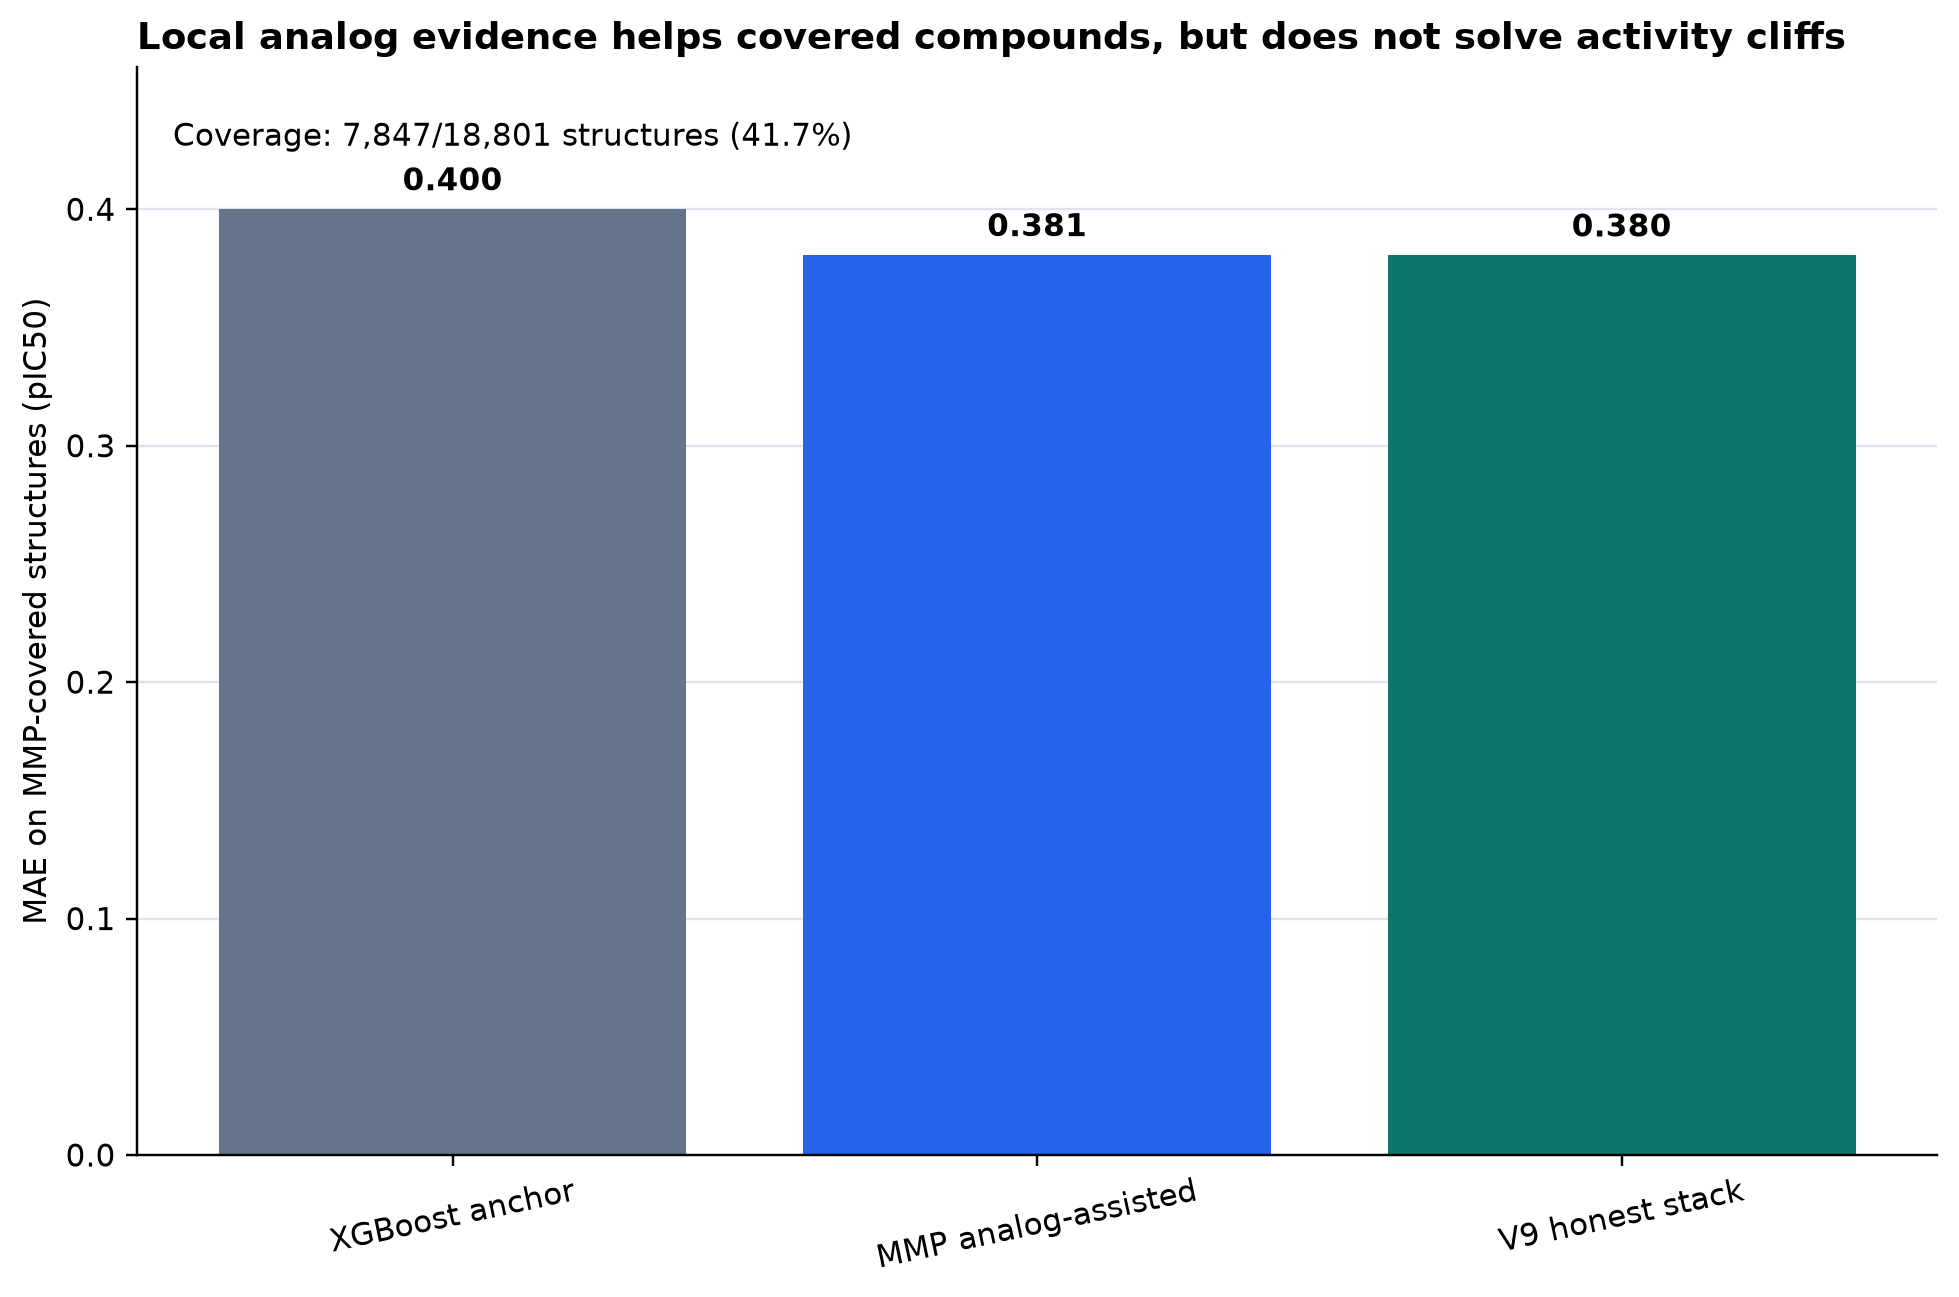 Local analog evidence helps covered compounds, but does not solve activity cliffs
Coverage: 7,847/18,801 structures (41.7%)
0.400
0.381
0.380
MAE on MMP-covered structures (pIC50)
0.4
0.3
0.2
0.1
0.0
XGBoost anchor
MMP analog-assisted
V9 honest stack